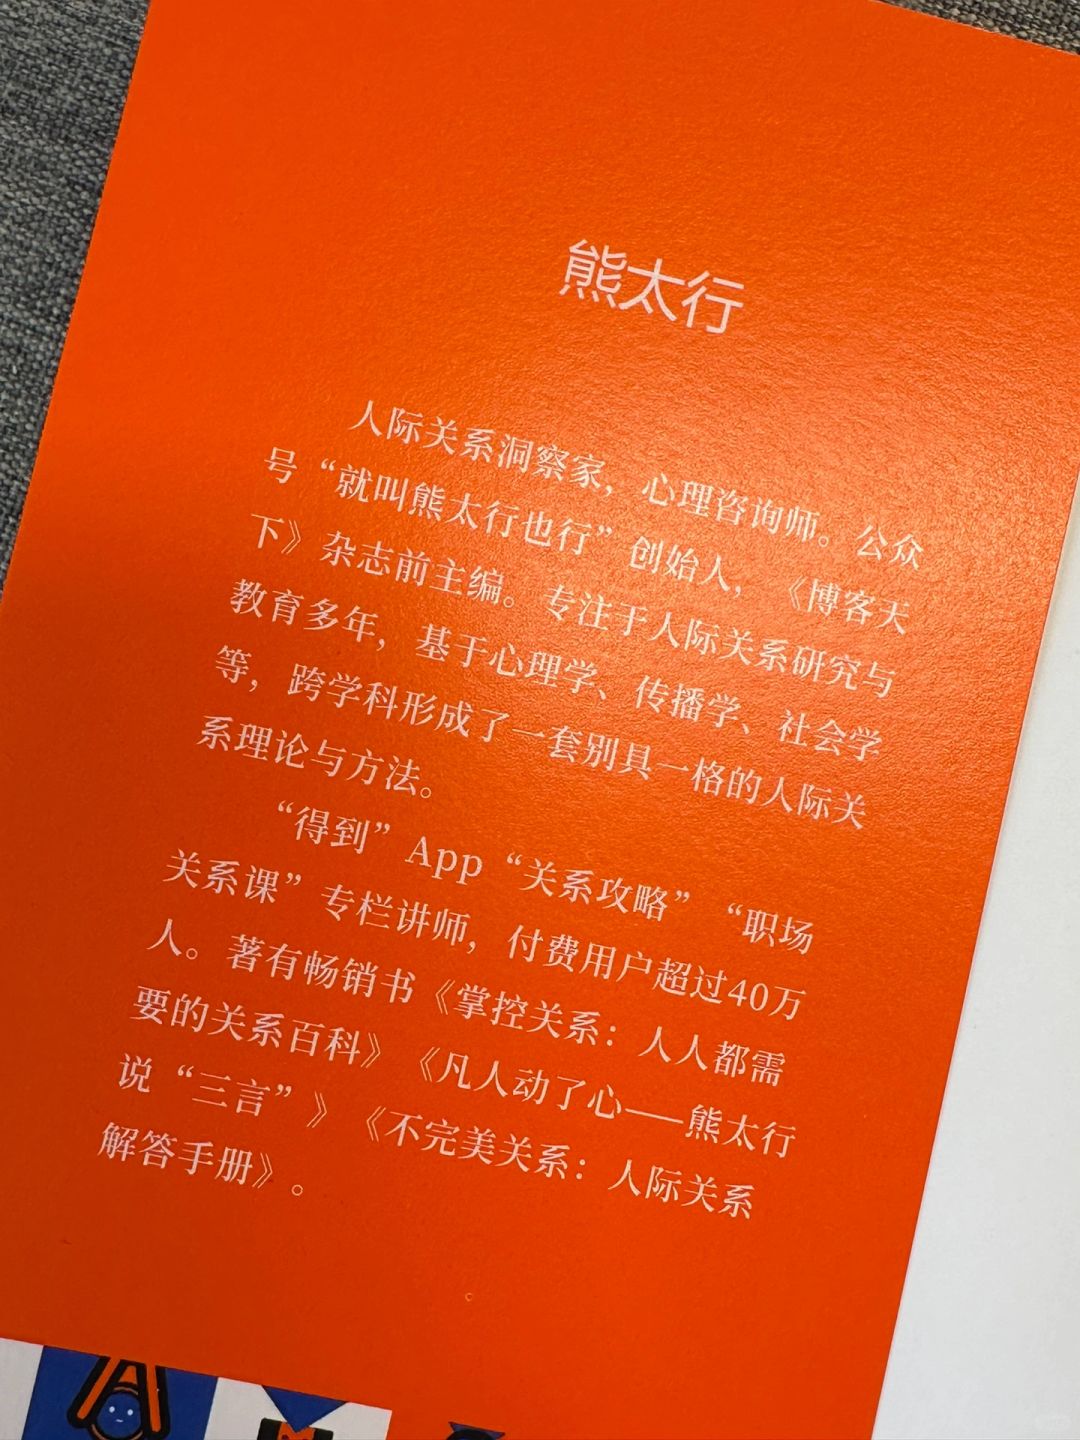 熊太行
人际关系洞察家，心理咨询师。公众
号“就叫熊太行也行”创始人，《博客天
下》杂志前主编。专注于人际关系研究与
教育多年，基于心理学、传播学、社会学
等，跨学科形成了一套别具一格的人际关
系理论与方法。
“得到”App“关系攻略”“职场
关系课”专栏讲师，付费用户超过40万
人。著有畅销书《掌控关系：人人都需
要的关系百科》《凡人动了心——熊太行
说“三言”》《不完美关系：人际关系
解答手册》。